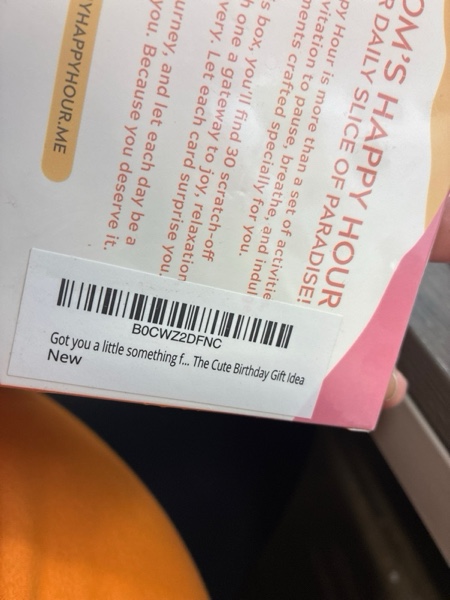 OM'S HAPPY HOUR
R DAILY SLICE OF PARADISE!
py Hour is more than a set of activitie
vitation to pause, breathe, and indul
ments crafted specially for you.
s box, you'll find 30 scratch-off
h one a gateway to joy, relaxation
very. Let each card surprise you
urney, and let each day be a
you. Because you deserve it.
YHAPPYHOUR.ME
B0CWZ2DFNC
Got you a little something f... The Cute Birthday Gift Idea
New